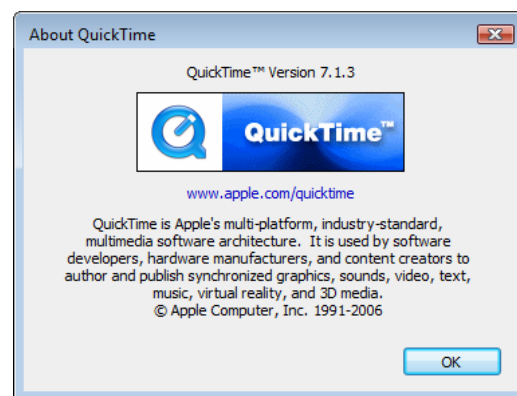 About QuickTime
QuickTime™ Version 7.1.3
QuickTime™
www.apple.com/quicktime
QuickTime is Apple's multi-platform, industry-standard,
multimedia software architecture.  It is used by software
developers, hardware manufacturers, and content creators to
author and publish synchronized graphics, sounds, video, text,
music, virtual reality, and 3D media.
© Apple Computer, Inc. 1991-2006
OK